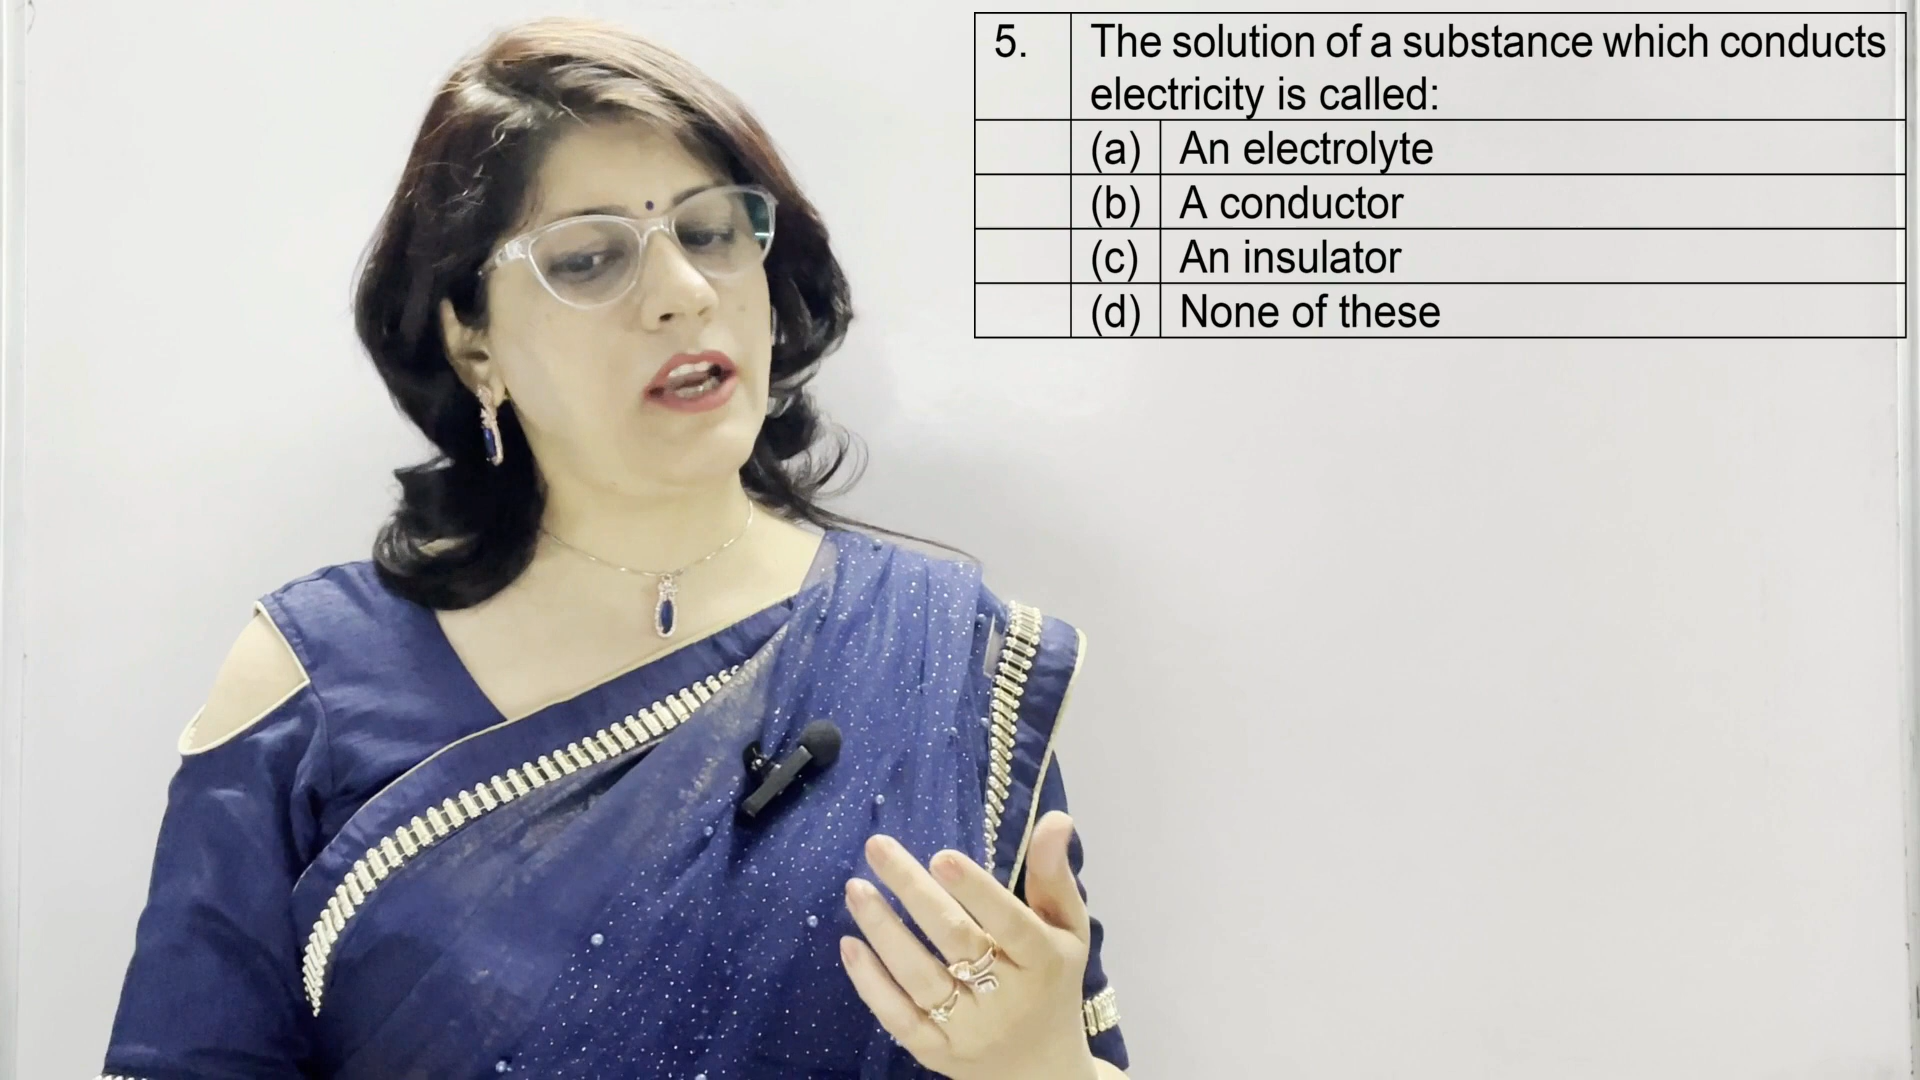 5. The solution of a substance which conducts
electricity is called:
(a) An electrolyte
(b) A conductor
(c) An insulator
(d) None of these